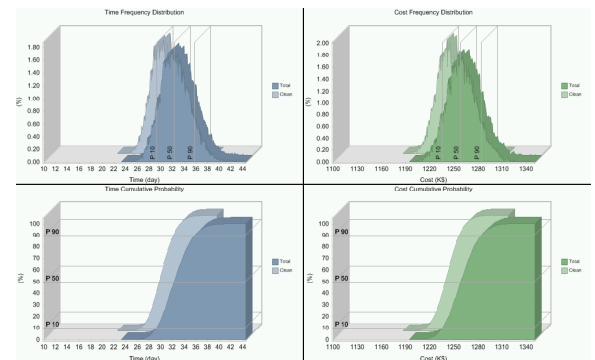 Time Frequency Distribution
1.80
1.60
1.40
1.20
1.00
0.80
0.60
0.40
0.20
0.00
(%)
P 10
P 50
P 90
10 12 14 16 18 20 22 24 26 28 30 32 34 36 38 40 42 44
Time (day)
Total
Clean
Cost Frequency Distribution
2.00
1.80
1.60
1.40
1.20
1.00
0.80
0.60
0.40
0.20
0.00
(%)
P 10
P 50
P 90
1100 1130 1160 1190 1220 1250 1280 1310 1340
Cost (K$)
Total
Clean
Time Cumulative Probability
100
90
80
70
60
50
40
30
20
10
0
(%)
P 90
P 50
P 10
10 12 14 16 18 20 22 24 26 28 30 32 34 36 38 40 42 44
Time (day)
Total
Clean
Cost Cumulative Probability
100
90
80
70
60
50
40
30
20
10
0
(%)
P 90
P 50
P 10
1100 1130 1160 1190 1220 1250 1280 1310 1340
Cost (K$)
Total
Clean